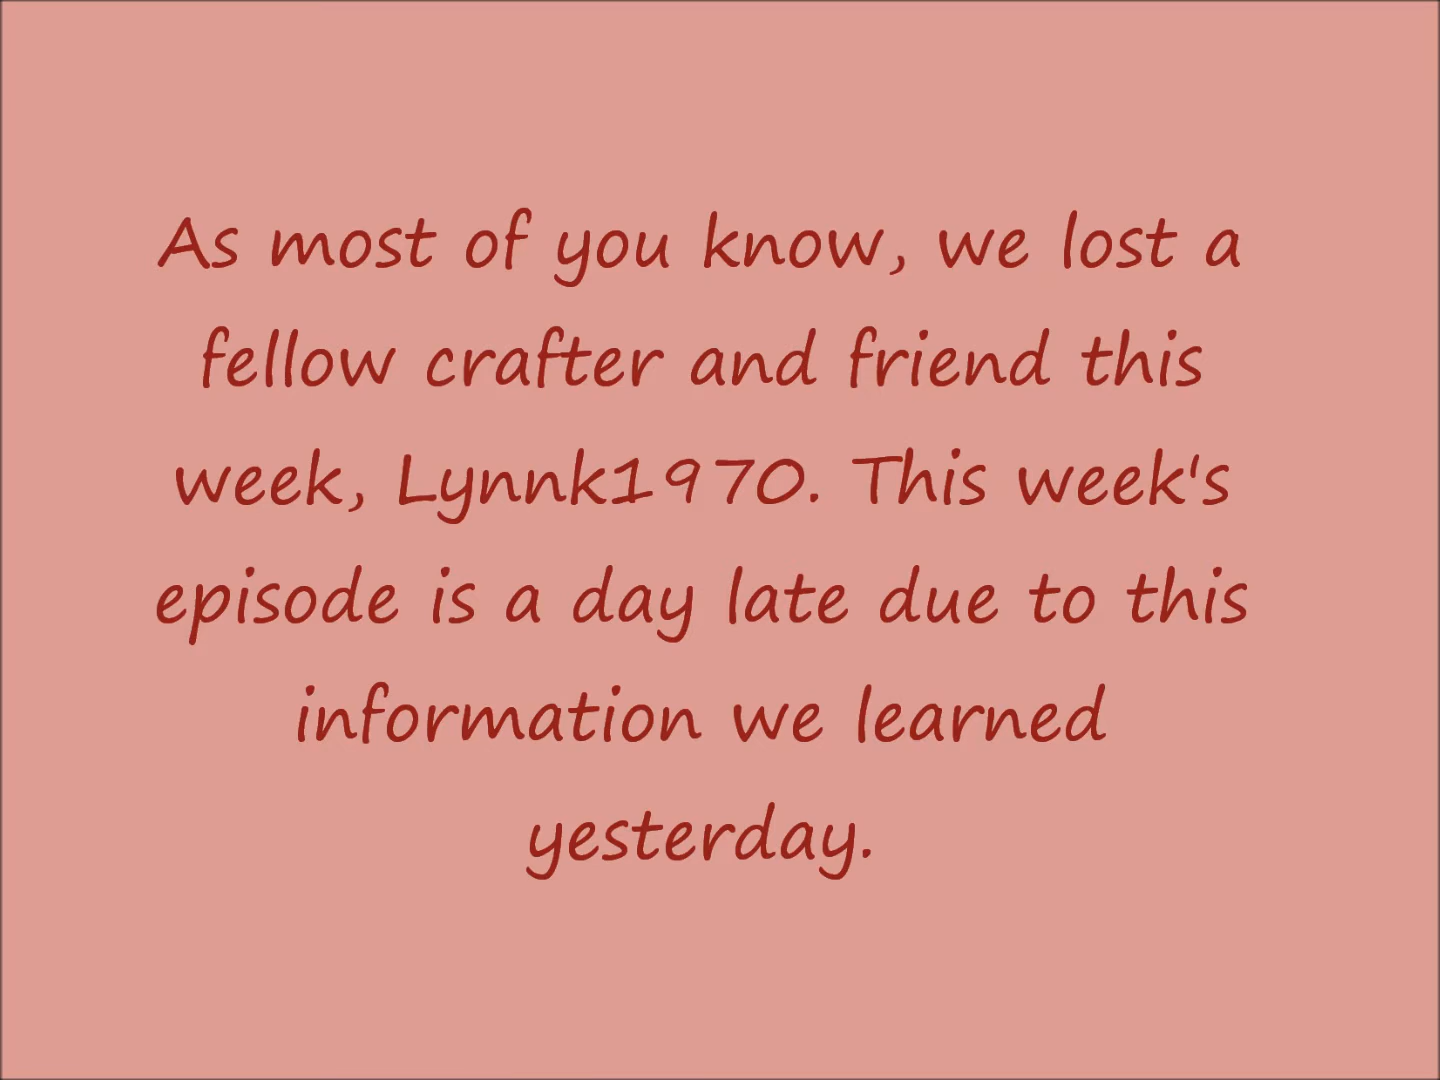 As most of you know, we lost a
fellow crafter and friend this
week, Lynnk1970. This week's
episode is a day late due to this
information we learned
yesterday.